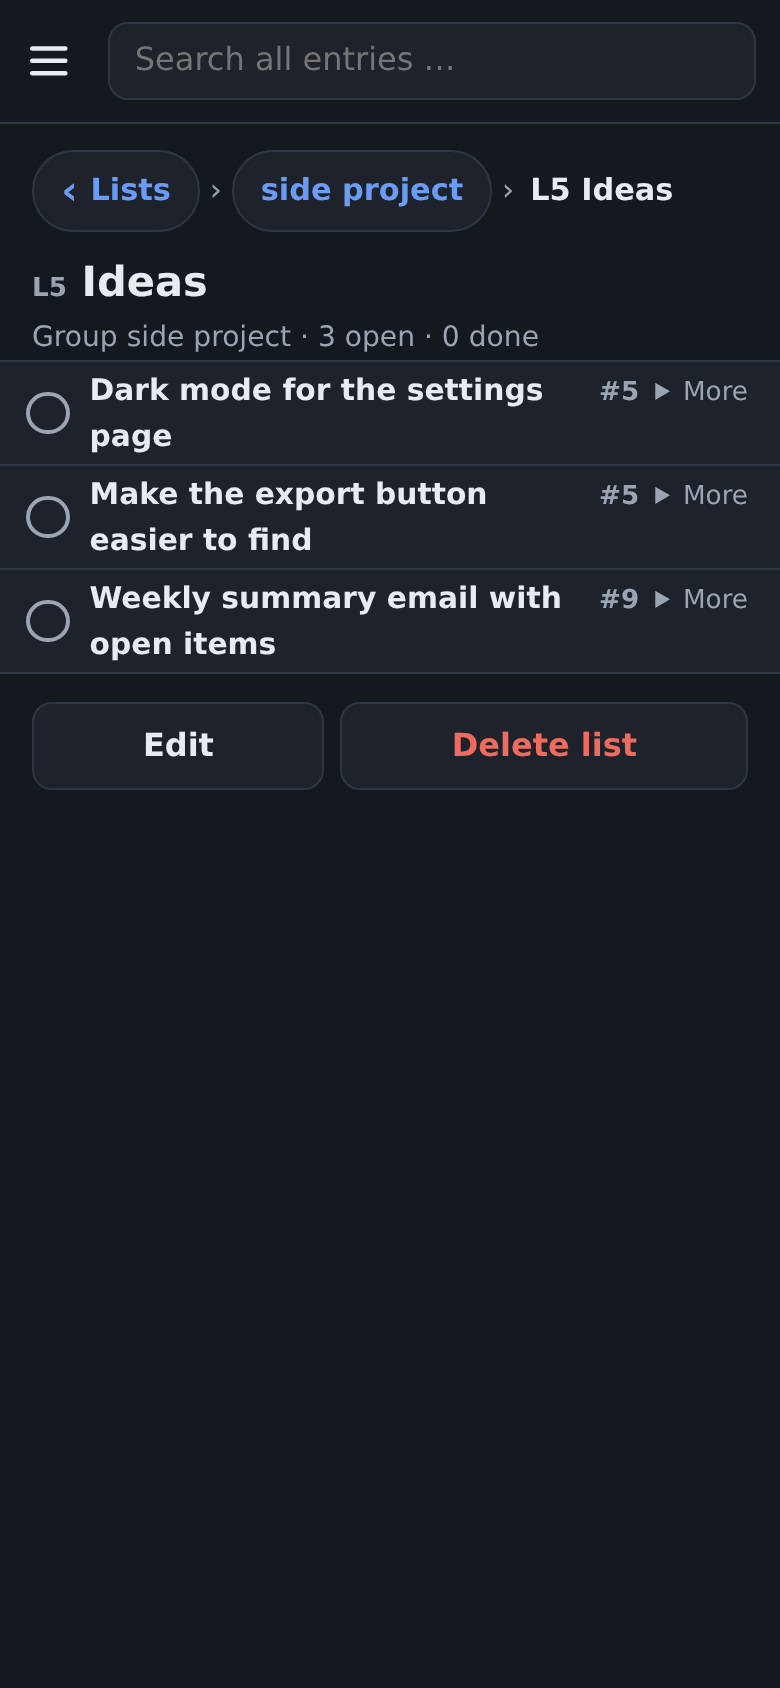 Search all entries …
‹ Lists › side project › L5 Ideas
L5 Ideas
Group side project · 3 open · 0 done
Dark mode for the settings #5 ▶ More
page
Make the export button #5 ▶ More
easier to find
Weekly summary email with #9 ▶ More
open items
Edit Delete list